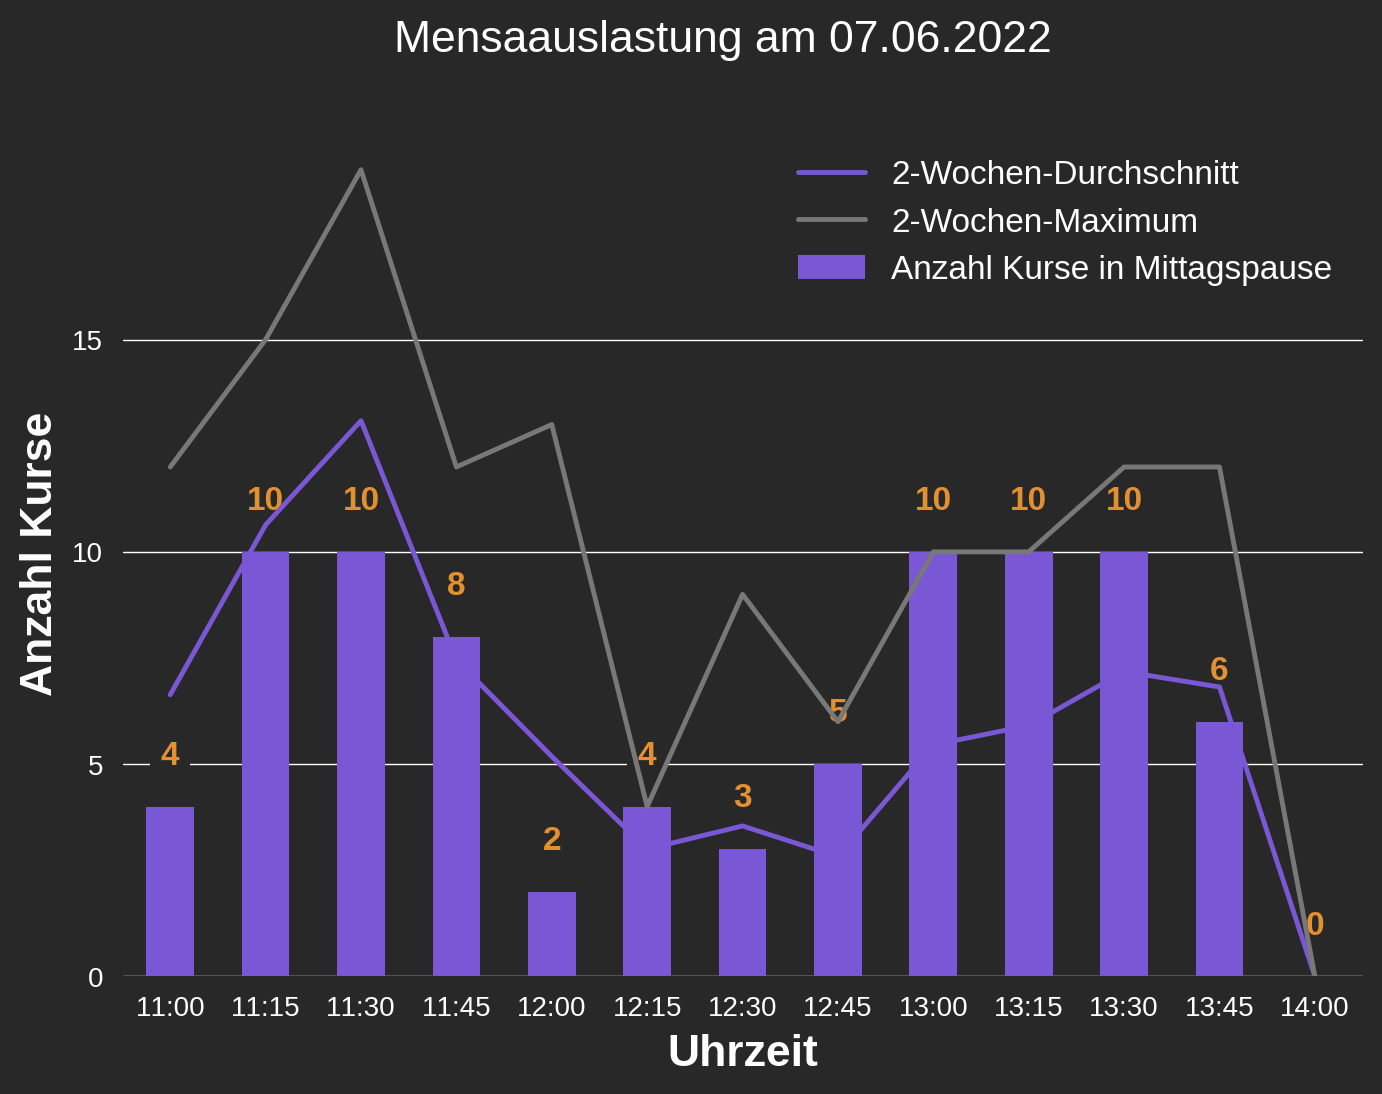 Mensaauslastung am 07.06.2022
2-Wochen-Durchschnitt
2-Wochen-Maximum
Anzahl Kurse in Mittagspause
Anzahl Kurse
15
10
5
0
4
10
10
8
2
4
3
5
10
10
10
6
0
11:00 11:15 11:30 11:45 12:00 12:15 12:30 12:45 13:00 13:15 13:30 13:45 14:00
Uhrzeit